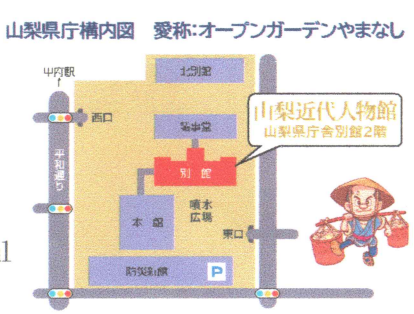 山梨県庁構内図 愛称:オープンガーデンやまなし
北別館
甲府駅
↑
西口
議事堂
山梨近代人物館
山梨県庁舎別館2階
平和通り
別館
本館
噴水
広場
東口
防災新館
P